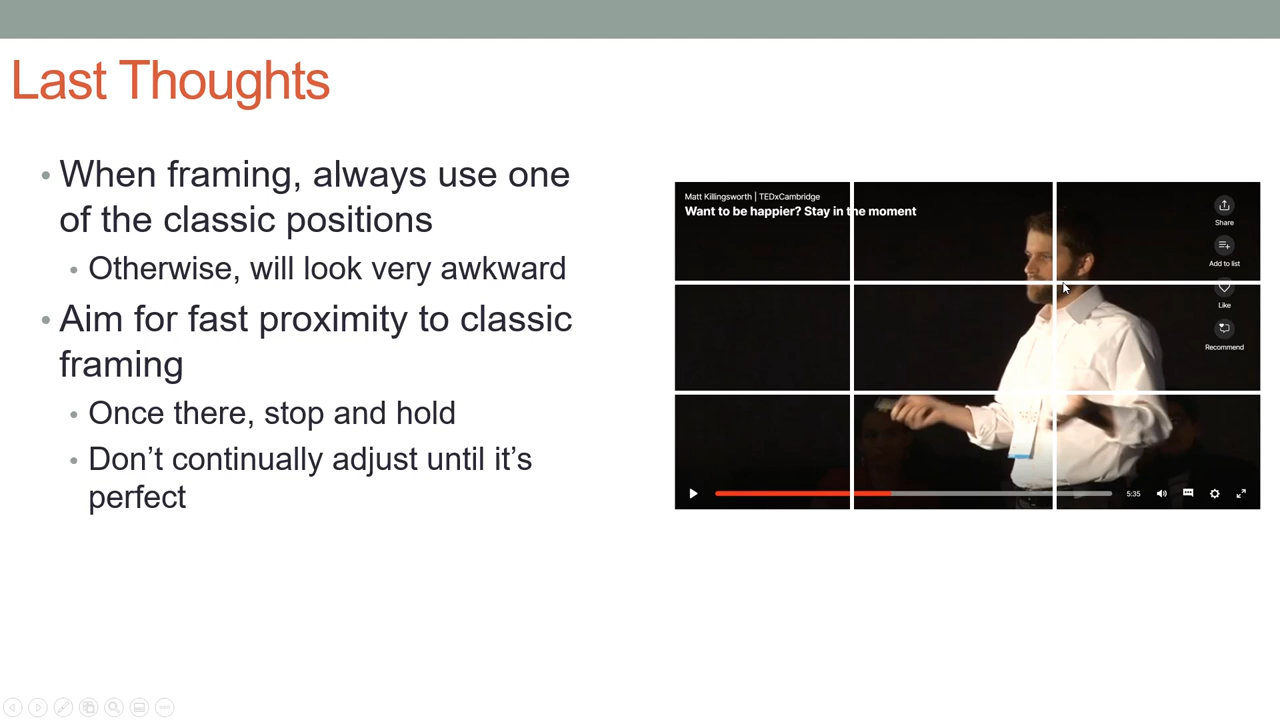 Last Thoughts
• When framing, always use one
of the classic positions
• Otherwise, will look very awkward
• Aim for fast proximity to classic
framing
• Once there, stop and hold
• Don’t continually adjust until it’s
perfect
Matt Killingsworth | TEDxCambridge
Want to be happier? Stay in the moment
Share
Add to list
Like
Recommend
5:35